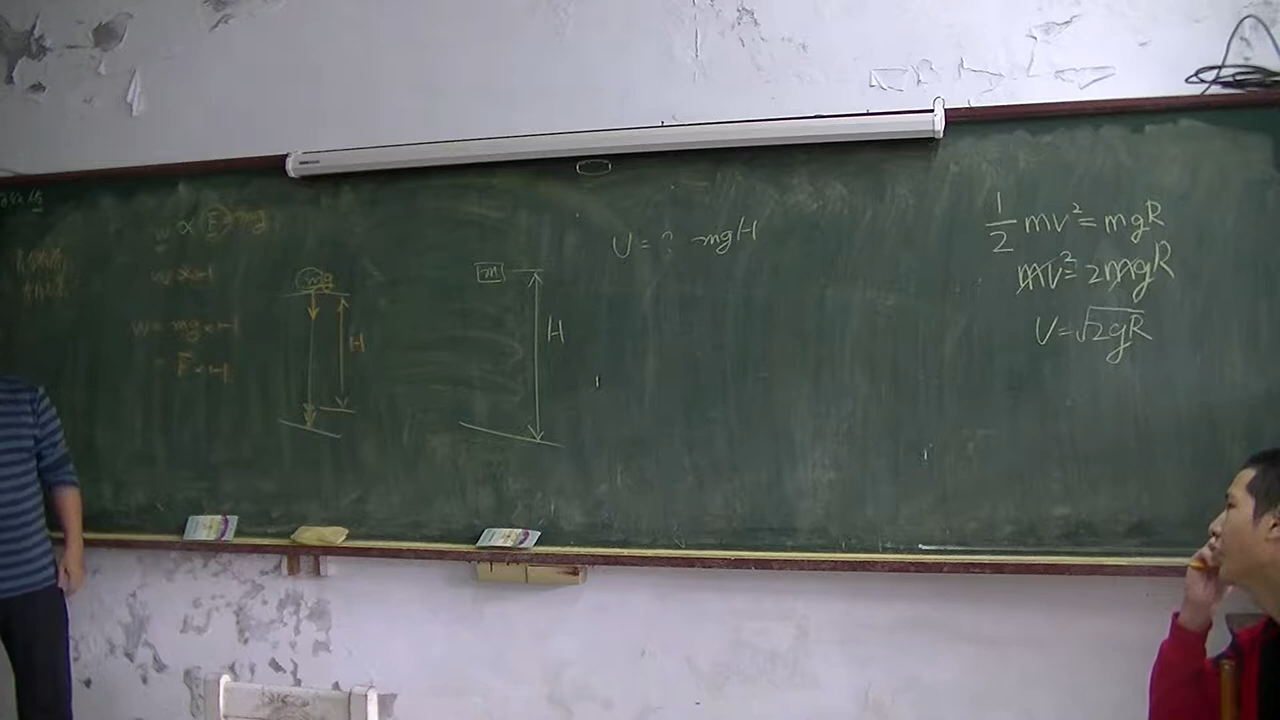 W ∝ F = mg
W ∝ H
W = mg × H
= F × H
mg
H
m
H
U = ? mgH
1/2 mv² = mgR
mv² = 2mgR
V = √2gR